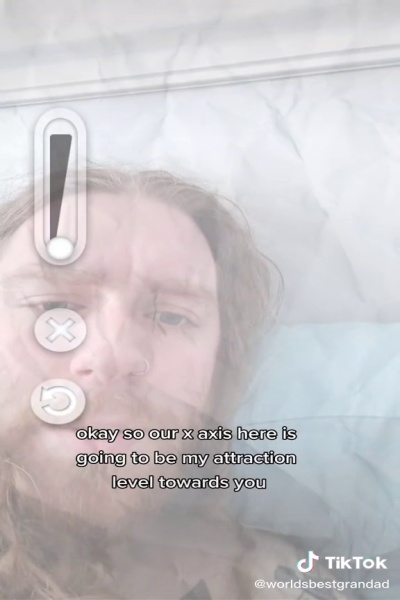 okay so our x axis here is
going to be my attraction
level towards you
TikTok
@worldsbestgrandad